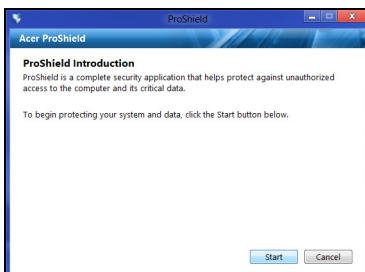 ProShield
Acer ProShield
ProShield Introduction
ProShield is a complete security application that helps protect against unauthorized
access to the computer and its critical data.
To begin protecting your system and data, click the Start button below.
Start Cancel